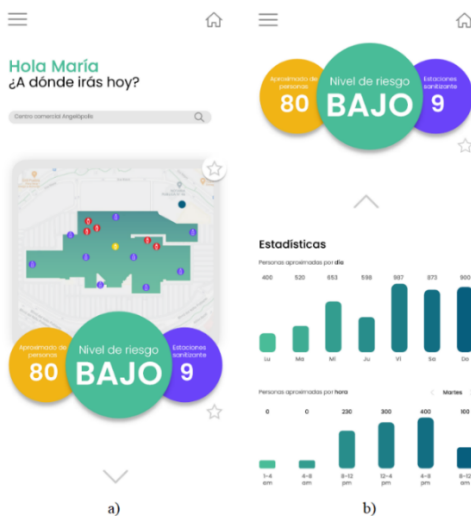 Hola María
¿A dónde irás hoy?
Centro comercial Angelópolis
Aproximado de
personas
80
Nivel de riesgo
BAJO
Estaciones
sanitizante
9
a)
Aproximado de
personas
80
Nivel de riesgo
BAJO
Estaciones
sanitizante
9
Estadísticas
Personas aproximadas por día
400 520 653 598 987 873 900
Lu Ma Mi Ju Vi Sa Do
Personas aproximadas por hora
< Martes
0 0 230 300 400 100
1-4 4-8 8-12 12-4 4-8 8-12
am am pm pm pm pm
b)